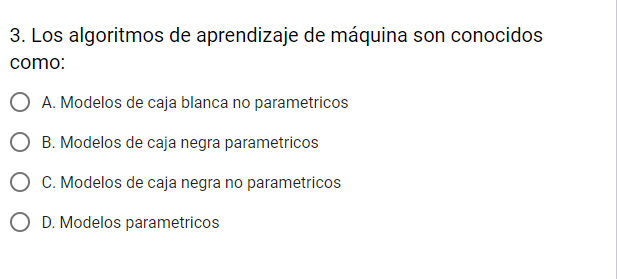 3. Los algoritmos de aprendizaje de máquina son conocidos
como:
A. Modelos de caja blanca no parametricos
B. Modelos de caja negra parametricos
C. Modelos de caja negra no parametricos
D. Modelos parametricos